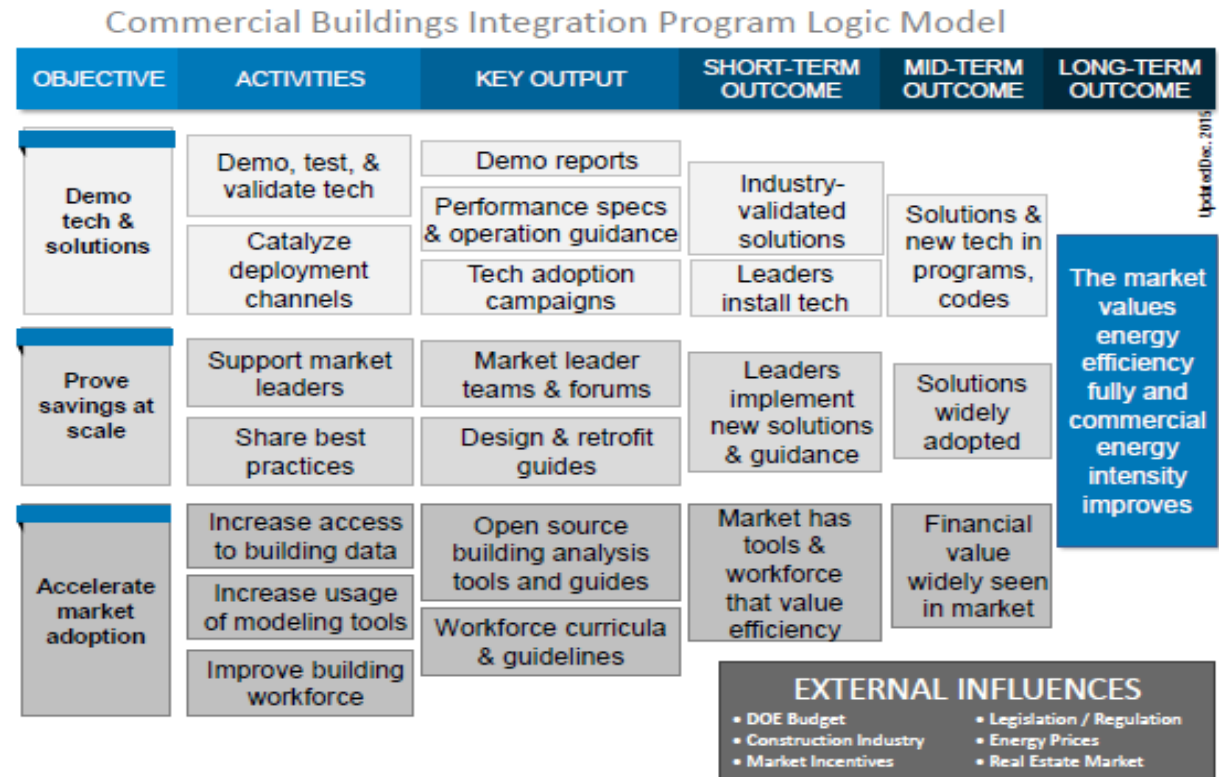 Commercial Buildings Integration Program Logic Model
OBJECTIVE
ACTIVITIES
KEY OUTPUT
SHORT-TERM
OUTCOME
MID-TERM
OUTCOME
LONG-TERM
OUTCOME
UpdatedDec. 2015
Demo
tech &
solutions
Demo, test, &
validate tech
Catalyze
deployment
channels
Demo reports
Performance specs
& operation guidance
Tech adoption
campaigns
Industry-
validated
solutions
Leaders
install tech
Solutions &
new tech in
programs,
codes
Prove
savings at
scale
Support market
leaders
Share best
practices
Market leader
teams & forums
Design & retrofit
guides
Leaders
implement
new solutions
& guidance
Solutions
widely
adopted
Accelerate
market
adoption
Increase access
to building data
Increase usage
of modeling tools
Improve building
workforce
Open source
building analysis
tools and guides
Workforce curricula
& guidelines
Market has
tools &
workforce
that value
efficiency
Financial
value
widely seen
in market
The market
values
energy
efficiency
fully and
commercial
energy
intensity
improves
EXTERNAL INFLUENCES
• DOE Budget
• Construction Industry
• Market Incentives
• Legislation / Regulation
• Energy Prices
• Real Estate Market